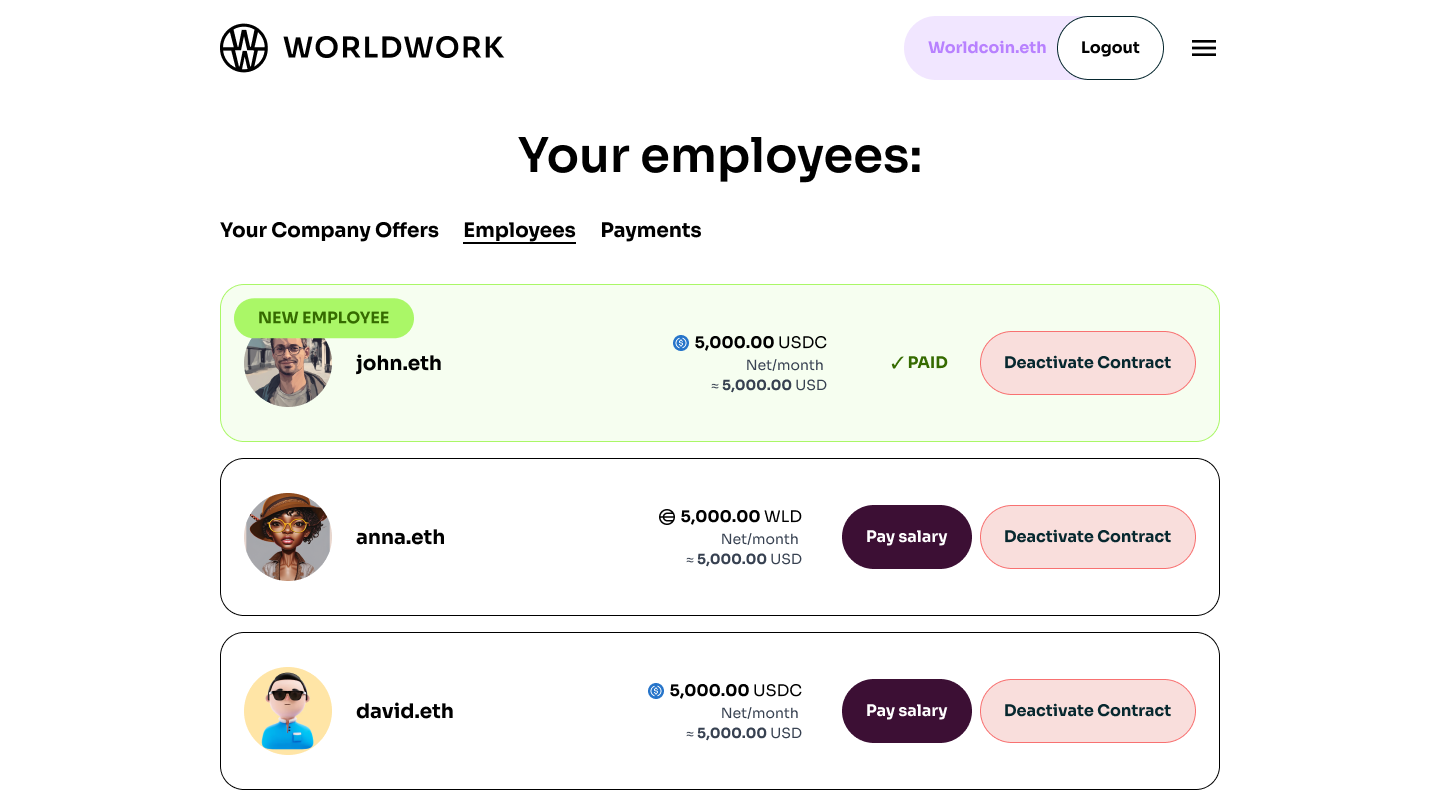 WORLDWORK
Worldcoin.eth
Logout
Your employees:
Your Company Offers
Employees
Payments
NEW EMPLOYEE
john.eth
5,000.00 USDC
Net/month
≈ 5,000.00 USD
✓ PAID
Deactivate Contract
anna.eth
5,000.00 WLD
Net/month
≈ 5,000.00 USD
Pay salary
Deactivate Contract
david.eth
5,000.00 USDC
Net/month
≈ 5,000.00 USD
Pay salary
Deactivate Contract